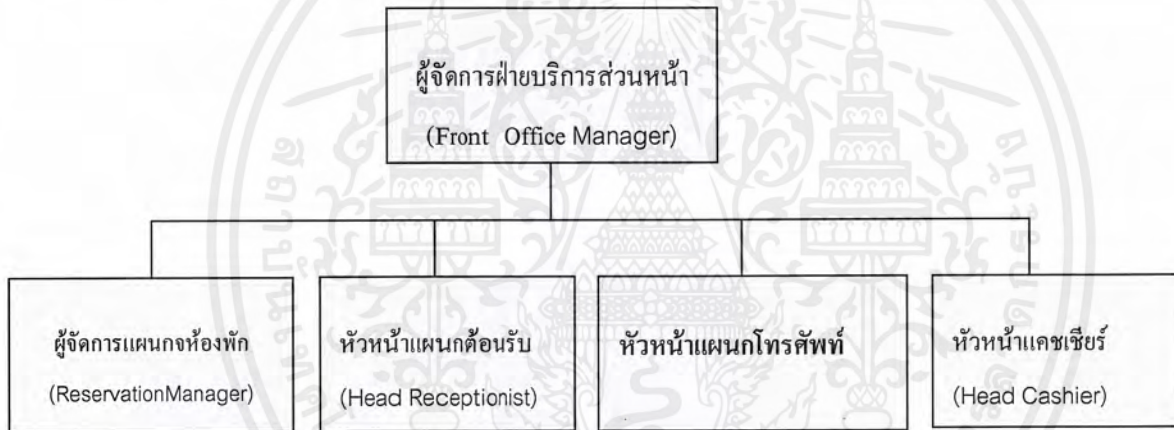 ผู้จัดการฝ่ายบริการส่วนหน้า
(Front Office Manager)
ผู้จัดการแผนกจห้องพัก
(ReservationManager)
หัวหน้าแผนกต้อนรับ
(Head Receptionist)
หัวหน้าแผนกโทรศัพท์
หัวหน้าแคชเชียร์
(Head Cashier)